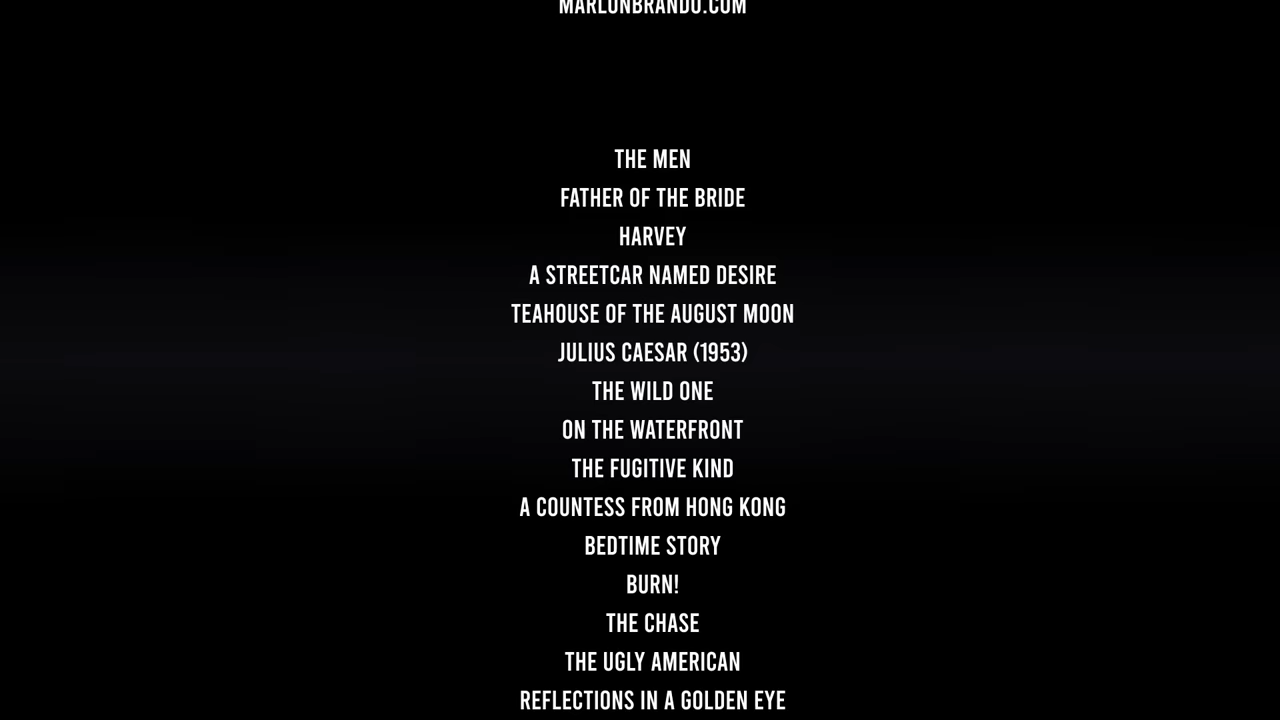 MARLONBRANDO.COM
THE MEN
FATHER OF THE BRIDE
HARVEY
A STREETCAR NAMED DESIRE
TEAHOUSE OF THE AUGUST MOON
JULIUS CAESAR (1953)
THE WILD ONE
ON THE WATERFRONT
THE FUGITIVE KIND
A COUNTESS FROM HONG KONG
BEDTIME STORY
BURN!
THE CHASE
THE UGLY AMERICAN
REFLECTIONS IN A GOLDEN EYE